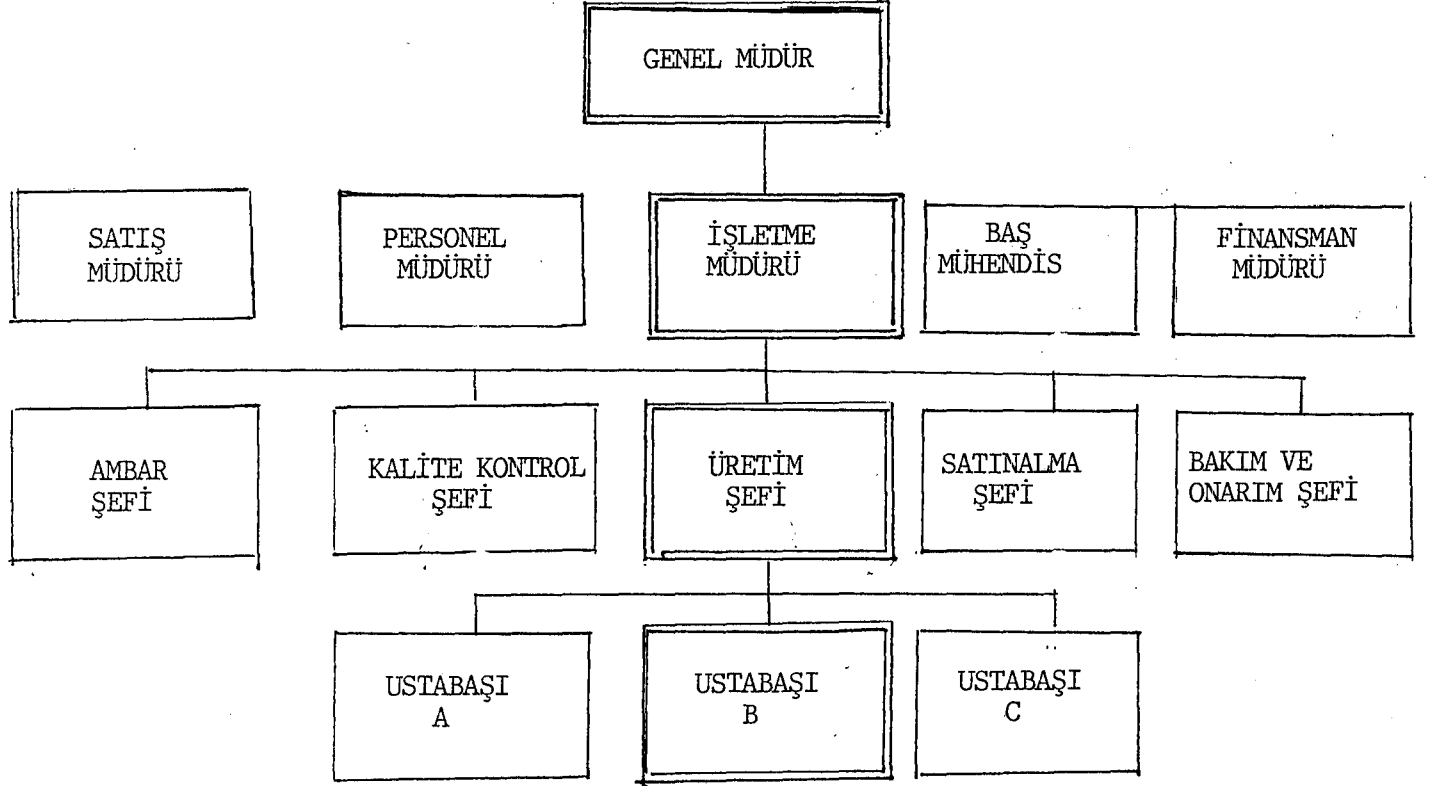 GENEL MÜDÜR
SATIŞ
MÜDÜRÜ
PERSONEL
MÜDÜRÜ
İŞLETME
MÜDÜRÜ
BAŞ
MÜHENDİS
FİNANSMAN
MÜDÜRÜ
AMBAR
ŞEFİ
KALİTE KONTROL
ŞEFİ
ÜRETİM
ŞEFİ
SATINALMA
ŞEFİ
BAKIM VE
ONARIM ŞEFİ
USTABAŞI
A
USTABAŞI
B
USTABAŞI
C